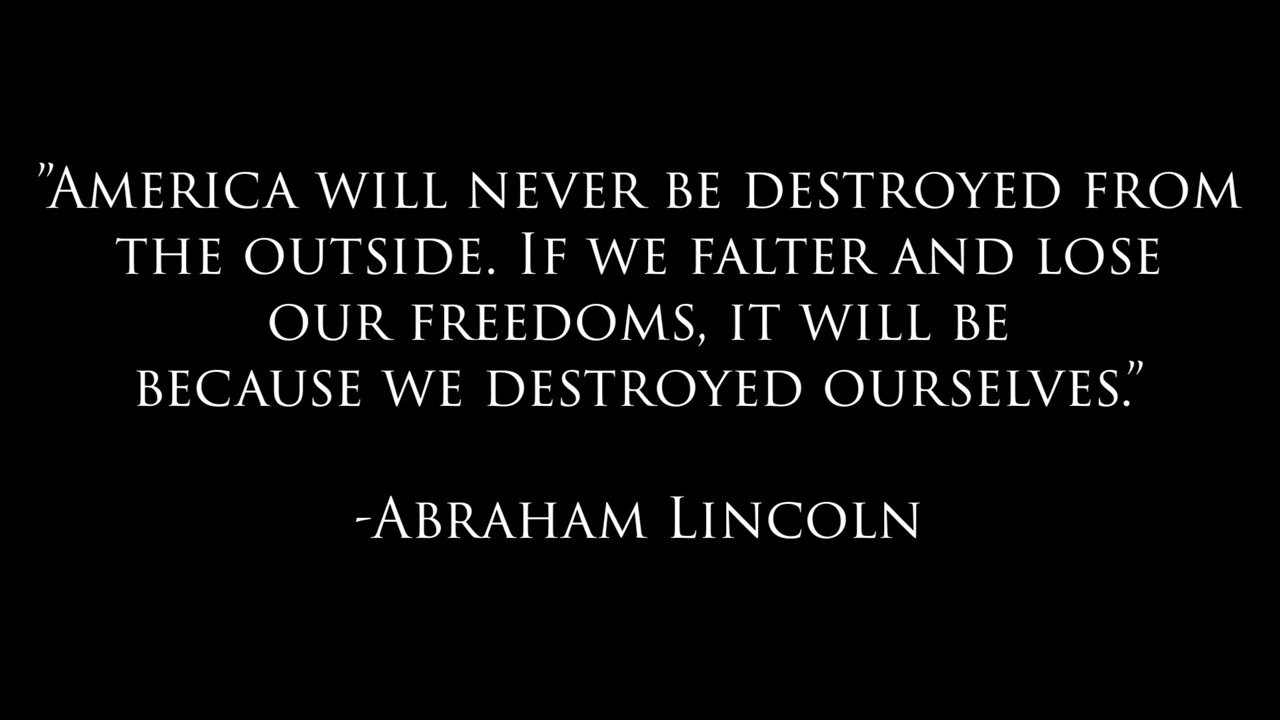 ”America will never be destroyed from
the outside. If we falter and lose
our freedoms, it will be
because we destroyed ourselves.”
-Abraham Lincoln